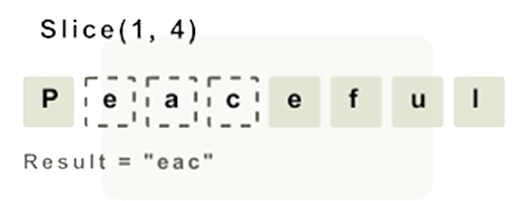 Slice(1, 4)
P e a c e f u l
Result = "eac"